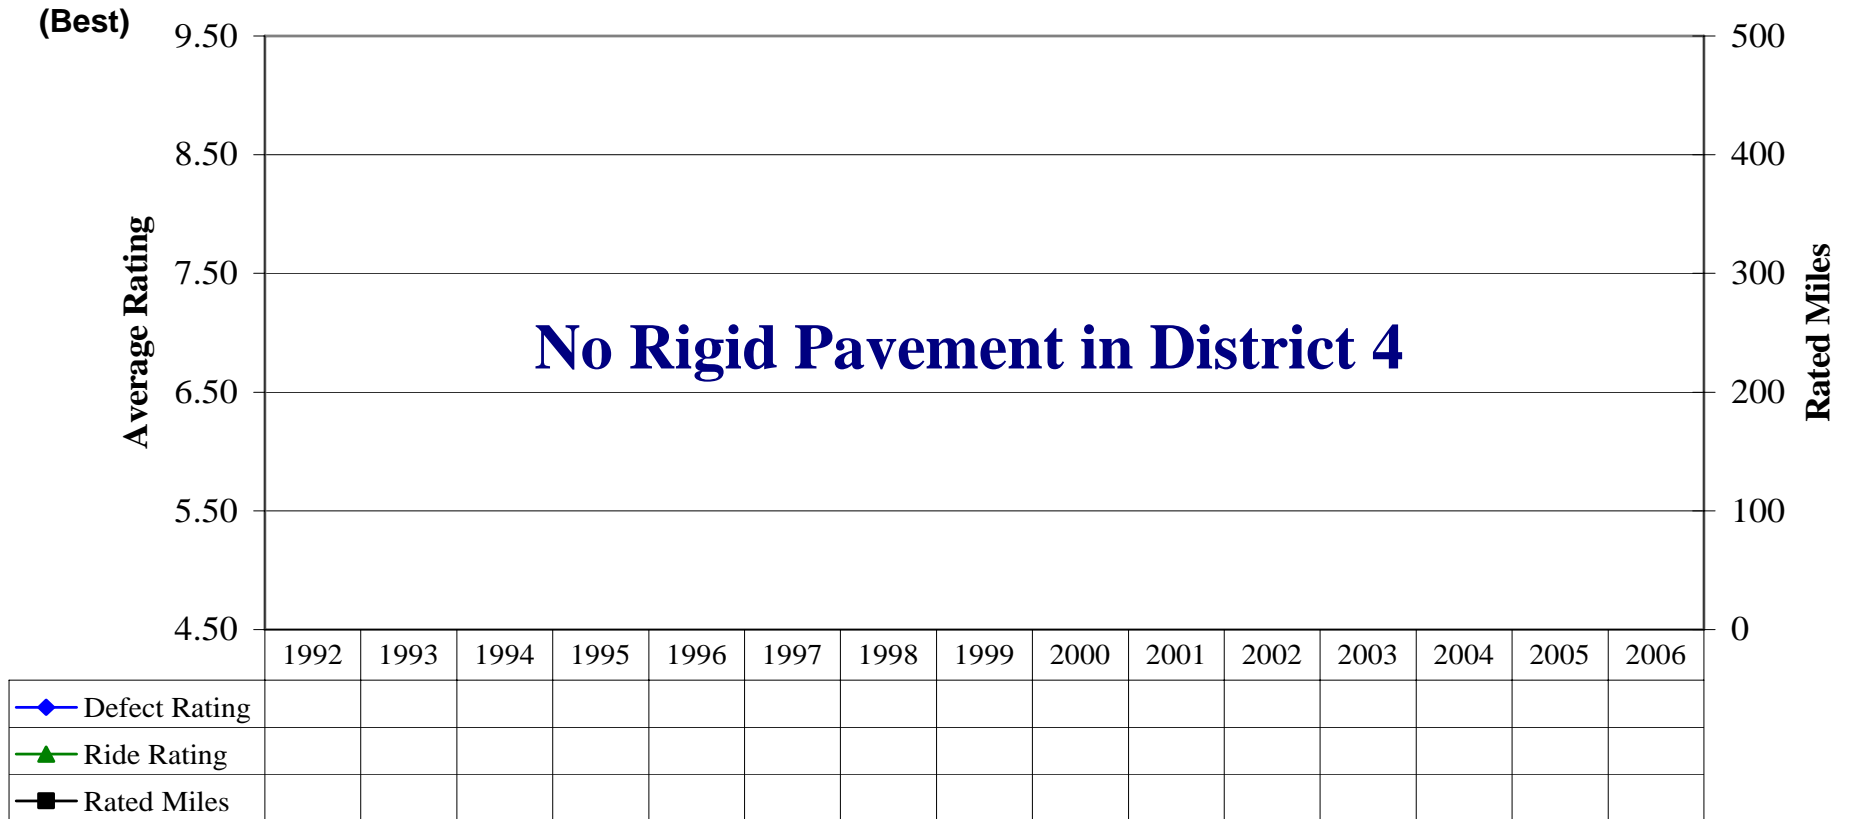 (Best)
9.50
500
8.50
400
7.50
300
6.50
200
5.50
100
4.50
0
Average Rating
Rated Miles
No Rigid Pavement in District 4
1992 1993 1994 1995 1996 1997 1998 1999 2000 2001 2002 2003 2004 2005 2006
Defect Rating
Ride Rating
Rated Miles